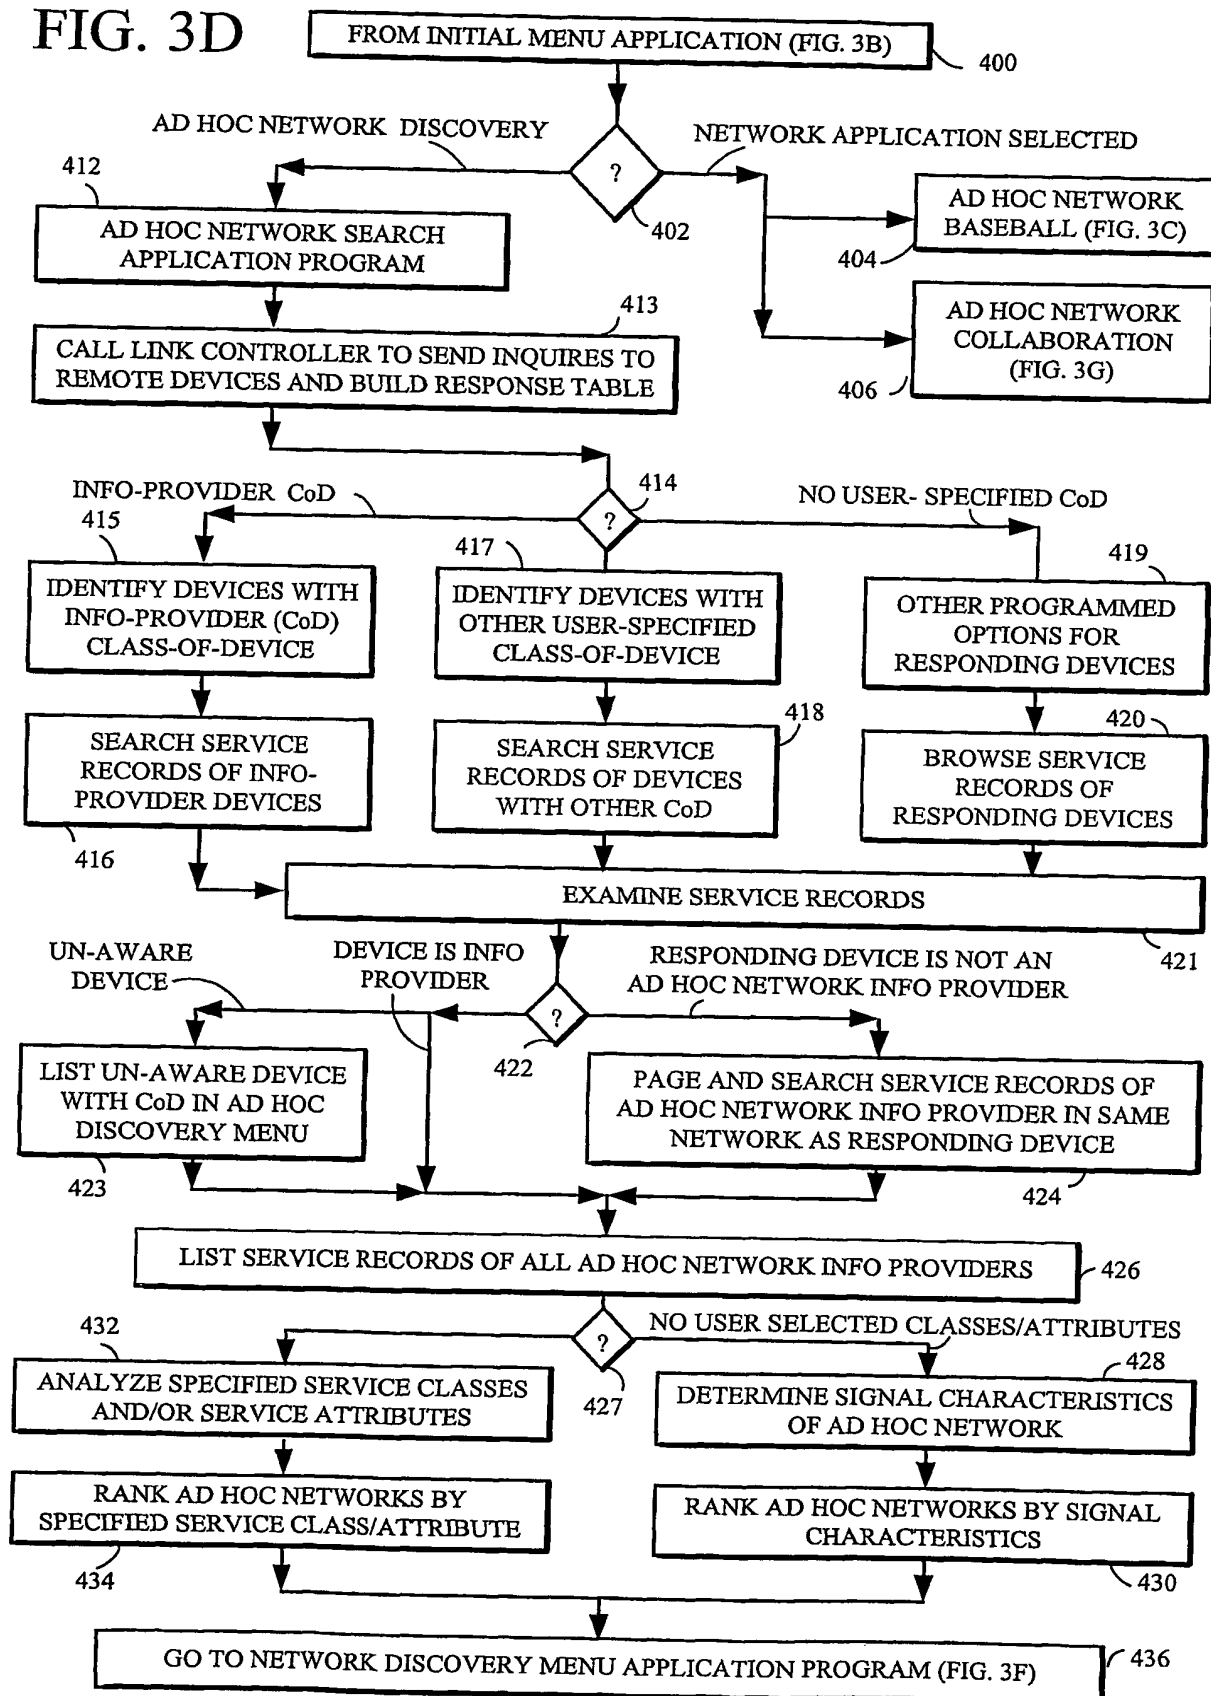 FIG. 3D
FROM INITIAL MENU APPLICATION (FIG. 3B)
400
AD HOC NETWORK DISCOVERY
NETWORK APPLICATION SELECTED
?
402
412
AD HOC NETWORK SEARCH
APPLICATION PROGRAM
AD HOC NETWORK
BASEBALL (FIG. 3C)
404
AD HOC NETWORK
COLLABORATION
(FIG. 3G)
406
413
CALL LINK CONTROLLER TO SEND INQUIRES TO
REMOTE DEVICES AND BUILD RESPONSE TABLE
INFO-PROVIDER CoD
414
?
NO USER- SPECIFIED CoD
415
IDENTIFY DEVICES WITH
INFO-PROVIDER (CoD)
CLASS-OF-DEVICE
417
IDENTIFY DEVICES WITH
OTHER USER-SPECIFIED
CLASS-OF-DEVICE
419
OTHER PROGRAMMED
OPTIONS FOR
RESPONDING DEVICES
SEARCH SERVICE
RECORDS OF INFO-
PROVIDER DEVICES
416
418
SEARCH SERVICE
RECORDS OF DEVICES
WITH OTHER CoD
420
BROWSE SERVICE
RECORDS OF
RESPONDING DEVICES
EXAMINE SERVICE RECORDS
421
UN-AWARE
DEVICE
DEVICE IS INFO
PROVIDER
RESPONDING DEVICE IS NOT AN
AD HOC NETWORK INFO PROVIDER
?
422
LIST UN-AWARE DEVICE
WITH CoD IN AD HOC
DISCOVERY MENU
423
PAGE AND SEARCH SERVICE RECORDS OF
AD HOC NETWORK INFO PROVIDER IN SAME
NETWORK AS RESPONDING DEVICE
424
LIST SERVICE RECORDS OF ALL AD HOC NETWORK INFO PROVIDERS
426
?
427
NO USER SELECTED CLASSES/ATTRIBUTES
432
ANALYZE SPECIFIED SERVICE CLASSES
AND/OR SERVICE ATTRIBUTES
428
DETERMINE SIGNAL CHARACTERISTICS
OF AD HOC NETWORK
RANK AD HOC NETWORKS BY
SPECIFIED SERVICE CLASS/ATTRIBUTE
434
RANK AD HOC NETWORKS BY SIGNAL
CHARACTERISTICS
430
GO TO NETWORK DISCOVERY MENU APPLICATION PROGRAM (FIG. 3F)
436